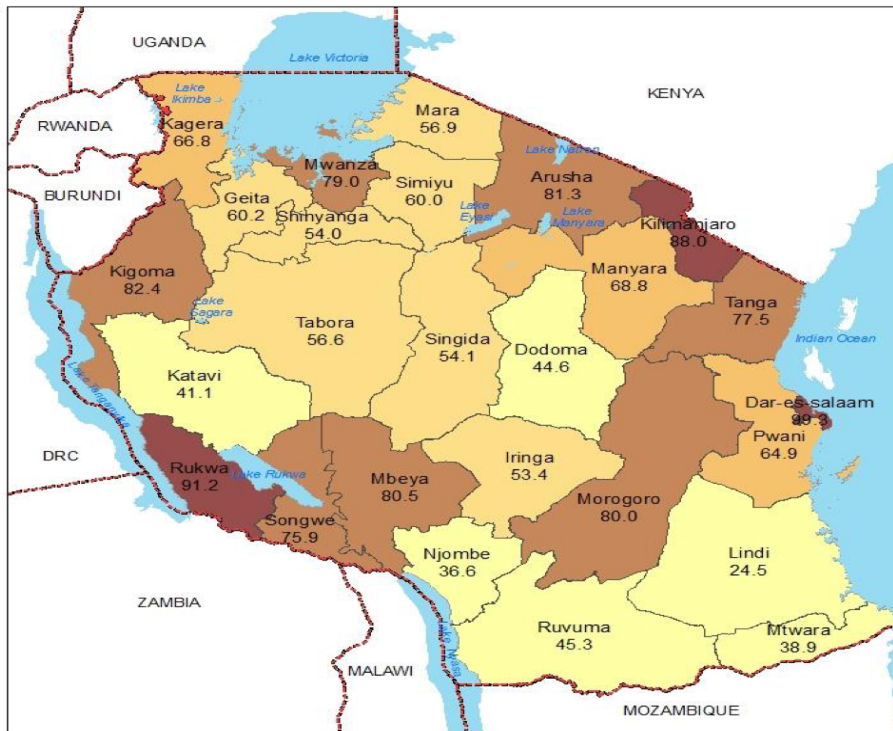 UGANDA
Lake Victoria
KENYA
Lake
Ikimba
Kagera
66.8
Mara
56.9
RWANDA
Lake Natron
Mwanza
79.0
Simiyu
60.0
Arusha
81.3
BURUNDI
Geita
60.2
Shinyanga
54.0
Lake
Eyasi
Lake
Manyara
Kilimanjaro
88.0
Kigoma
82.4
Manyara
68.8
Tanga
77.5
Lake
Sagara
Tabora
56.6
Singida
54.1
Dodoma
44.6
Indian Ocean
Katavi
41.1
Lake Tanganyika
Dar-es-salaam
99.3
Pwani
64.9
DRC
Rukwa
91.2
Lake Rukwa
Mbeya
80.5
Iringa
53.4
Morogoro
80.0
Songwe
75.9
Njombe
36.6
Lindi
24.5
ZAMBIA
Ruvuma
45.3
Mtwara
38.9
Lake Nyasa
MALAWI
MOZAMBIQUE